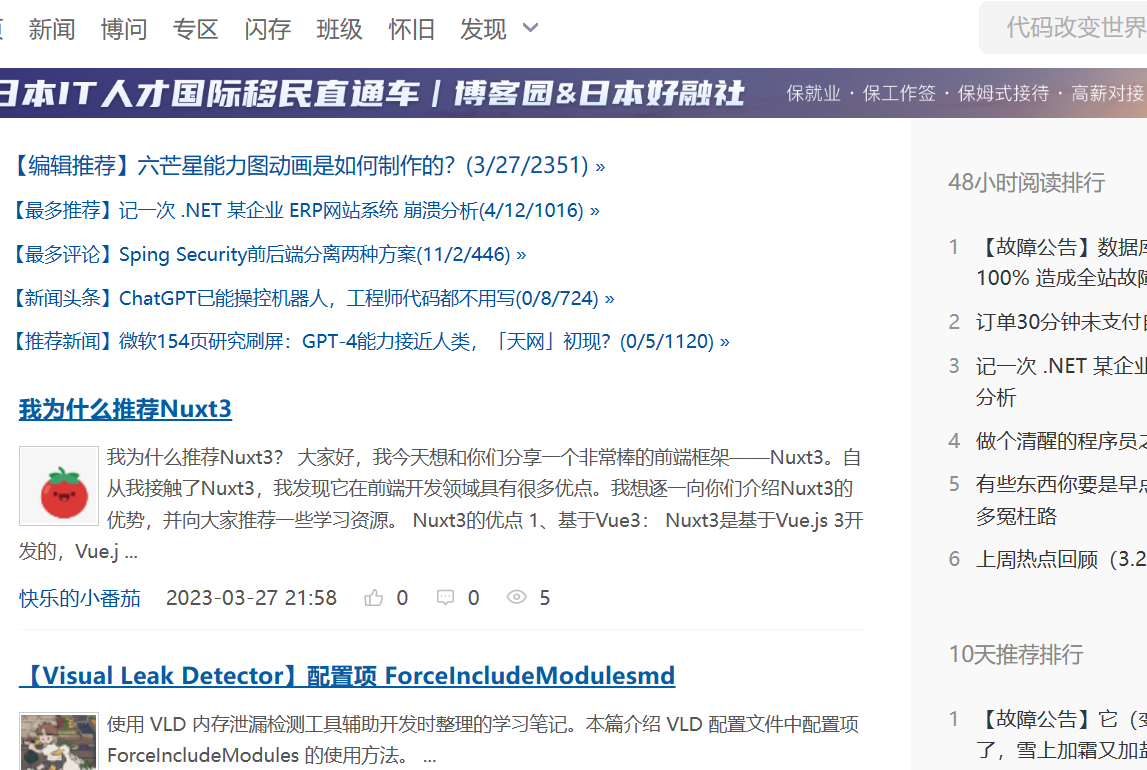 新闻 博问 专区 闪存 班级 怀旧 发现
代码改变世界
日本IT人才国际移民直通车 | 博客园&日本好融社
保就业 · 保工作签 · 保姆式接待 · 高薪对接
【编辑推荐】六芒星能力图动画是如何制作的？(3/27/2351) »
【最多推荐】记一次 .NET 某企业 ERP网站系统 崩溃分析(4/12/1016) »
【最多评论】Sping Security前后端分离两种方案(11/2/446) »
【新闻头条】ChatGPT已能操控机器人，工程师代码都不用写(0/8/724) »
【推荐新闻】微软154页研究刷屏：GPT-4能力接近人类，「天网」初现？(0/5/1120) »
我为什么推荐Nuxt3
我为什么推荐Nuxt3？ 大家好，我今天想和你们分享一个非常棒的前端框架——Nuxt3。自
从我接触了Nuxt3，我发现它在前端开发领域具有很多优点。我想逐一向你们介绍Nuxt3的
优势，并向大家推荐一些学习资源。 Nuxt3的优点 1、基于Vue3： Nuxt3是基于Vue.js 3开
发的，Vue.j ...
快乐的小番茄 2023-03-27 21:58 0 0 5
【Visual Leak Detector】配置项 ForceIncludeModulesmd
使用 VLD 内存泄漏检测工具辅助开发时整理的学习笔记。本篇介绍 VLD 配置文件中配置项
ForceIncludeModules 的使用方法。 ...
48小时阅读排行
1 【故障公告】数据库
100% 造成全站故障
2 订单30分钟未支付自
3 记一次 .NET 某企业
分析
4 做个清醒的程序员之
5 有些东西你要是早点
多冤枉路
6 上周热点回顾（3.2
10天推荐排行
1 【故障公告】它（变
了，雪上加霜又加盐